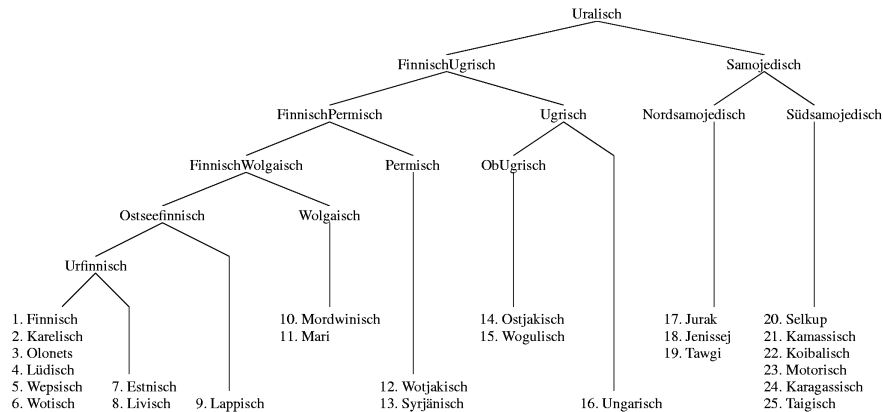 Uralisch
FinnischUgrisch Samojedisch
FinnischPermisch Ugrisch Nordsamojedisch Südsamojedisch
FinnischWolgaisch Permisch ObUgrisch
Ostseefinnisch Wolgaisch
Urfinnisch
1. Finnisch 10. Mordwinisch 14. Ostjakisch 17. Jurak 20. Selkup
2. Karelisch 11. Mari 15. Wogulisch 18. Jenissej 21. Kamassisch
3. Olonets 19. Tawgi 22. Koibalisch
4. Lüdisch 23. Motorisch
5. Wepsisch 7. Estnisch 12. Wotjakisch 24. Karagassisch
6. Wotisch 8. Livisch 9. Lappisch 13. Syrjänisch 16. Ungarisch 25. Taigisch